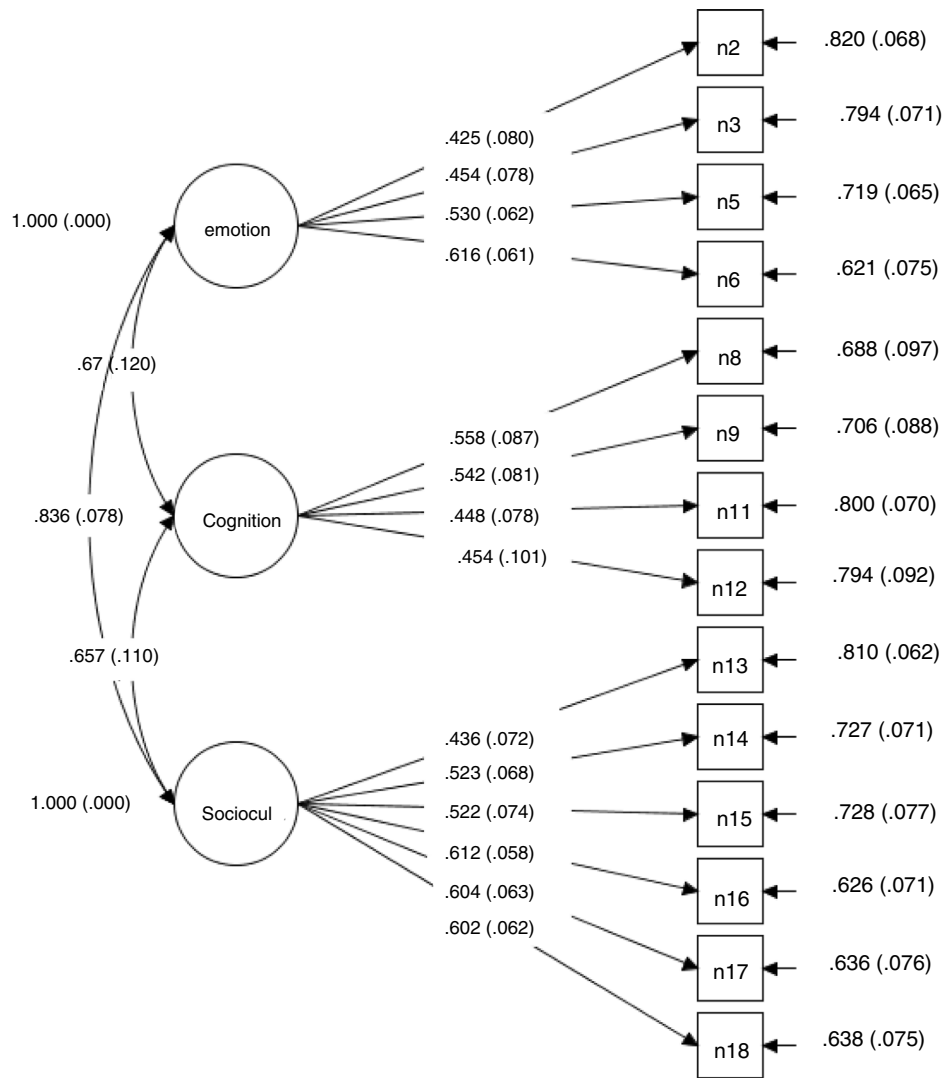 n2
.820 (.068)
n3
.794 (.071)
.425 (.080)
.454 (.078)
n5
.719 (.065)
1.000 (.000)
emotion
.530 (.062)
.616 (.061)
n6
.621 (.075)
n8
.688 (.097)
.67 (.120)
n9
.706 (.088)
.558 (.087)
.542 (.081)
n11
.800 (.070)
.836 (.078)
Cognition
.448 (.078)
.454 (.101)
n12
.794 (.092)
.657 (.110)
n13
.810 (.062)
n14
.727 (.071)
.436 (.072)
.523 (.068)
1.000 (.000)
Sociocul
.522 (.074)
n15
.728 (.077)
.612 (.058)
.604 (.063)
n16
.626 (.071)
.602 (.062)
n17
.636 (.076)
n18
.638 (.075)